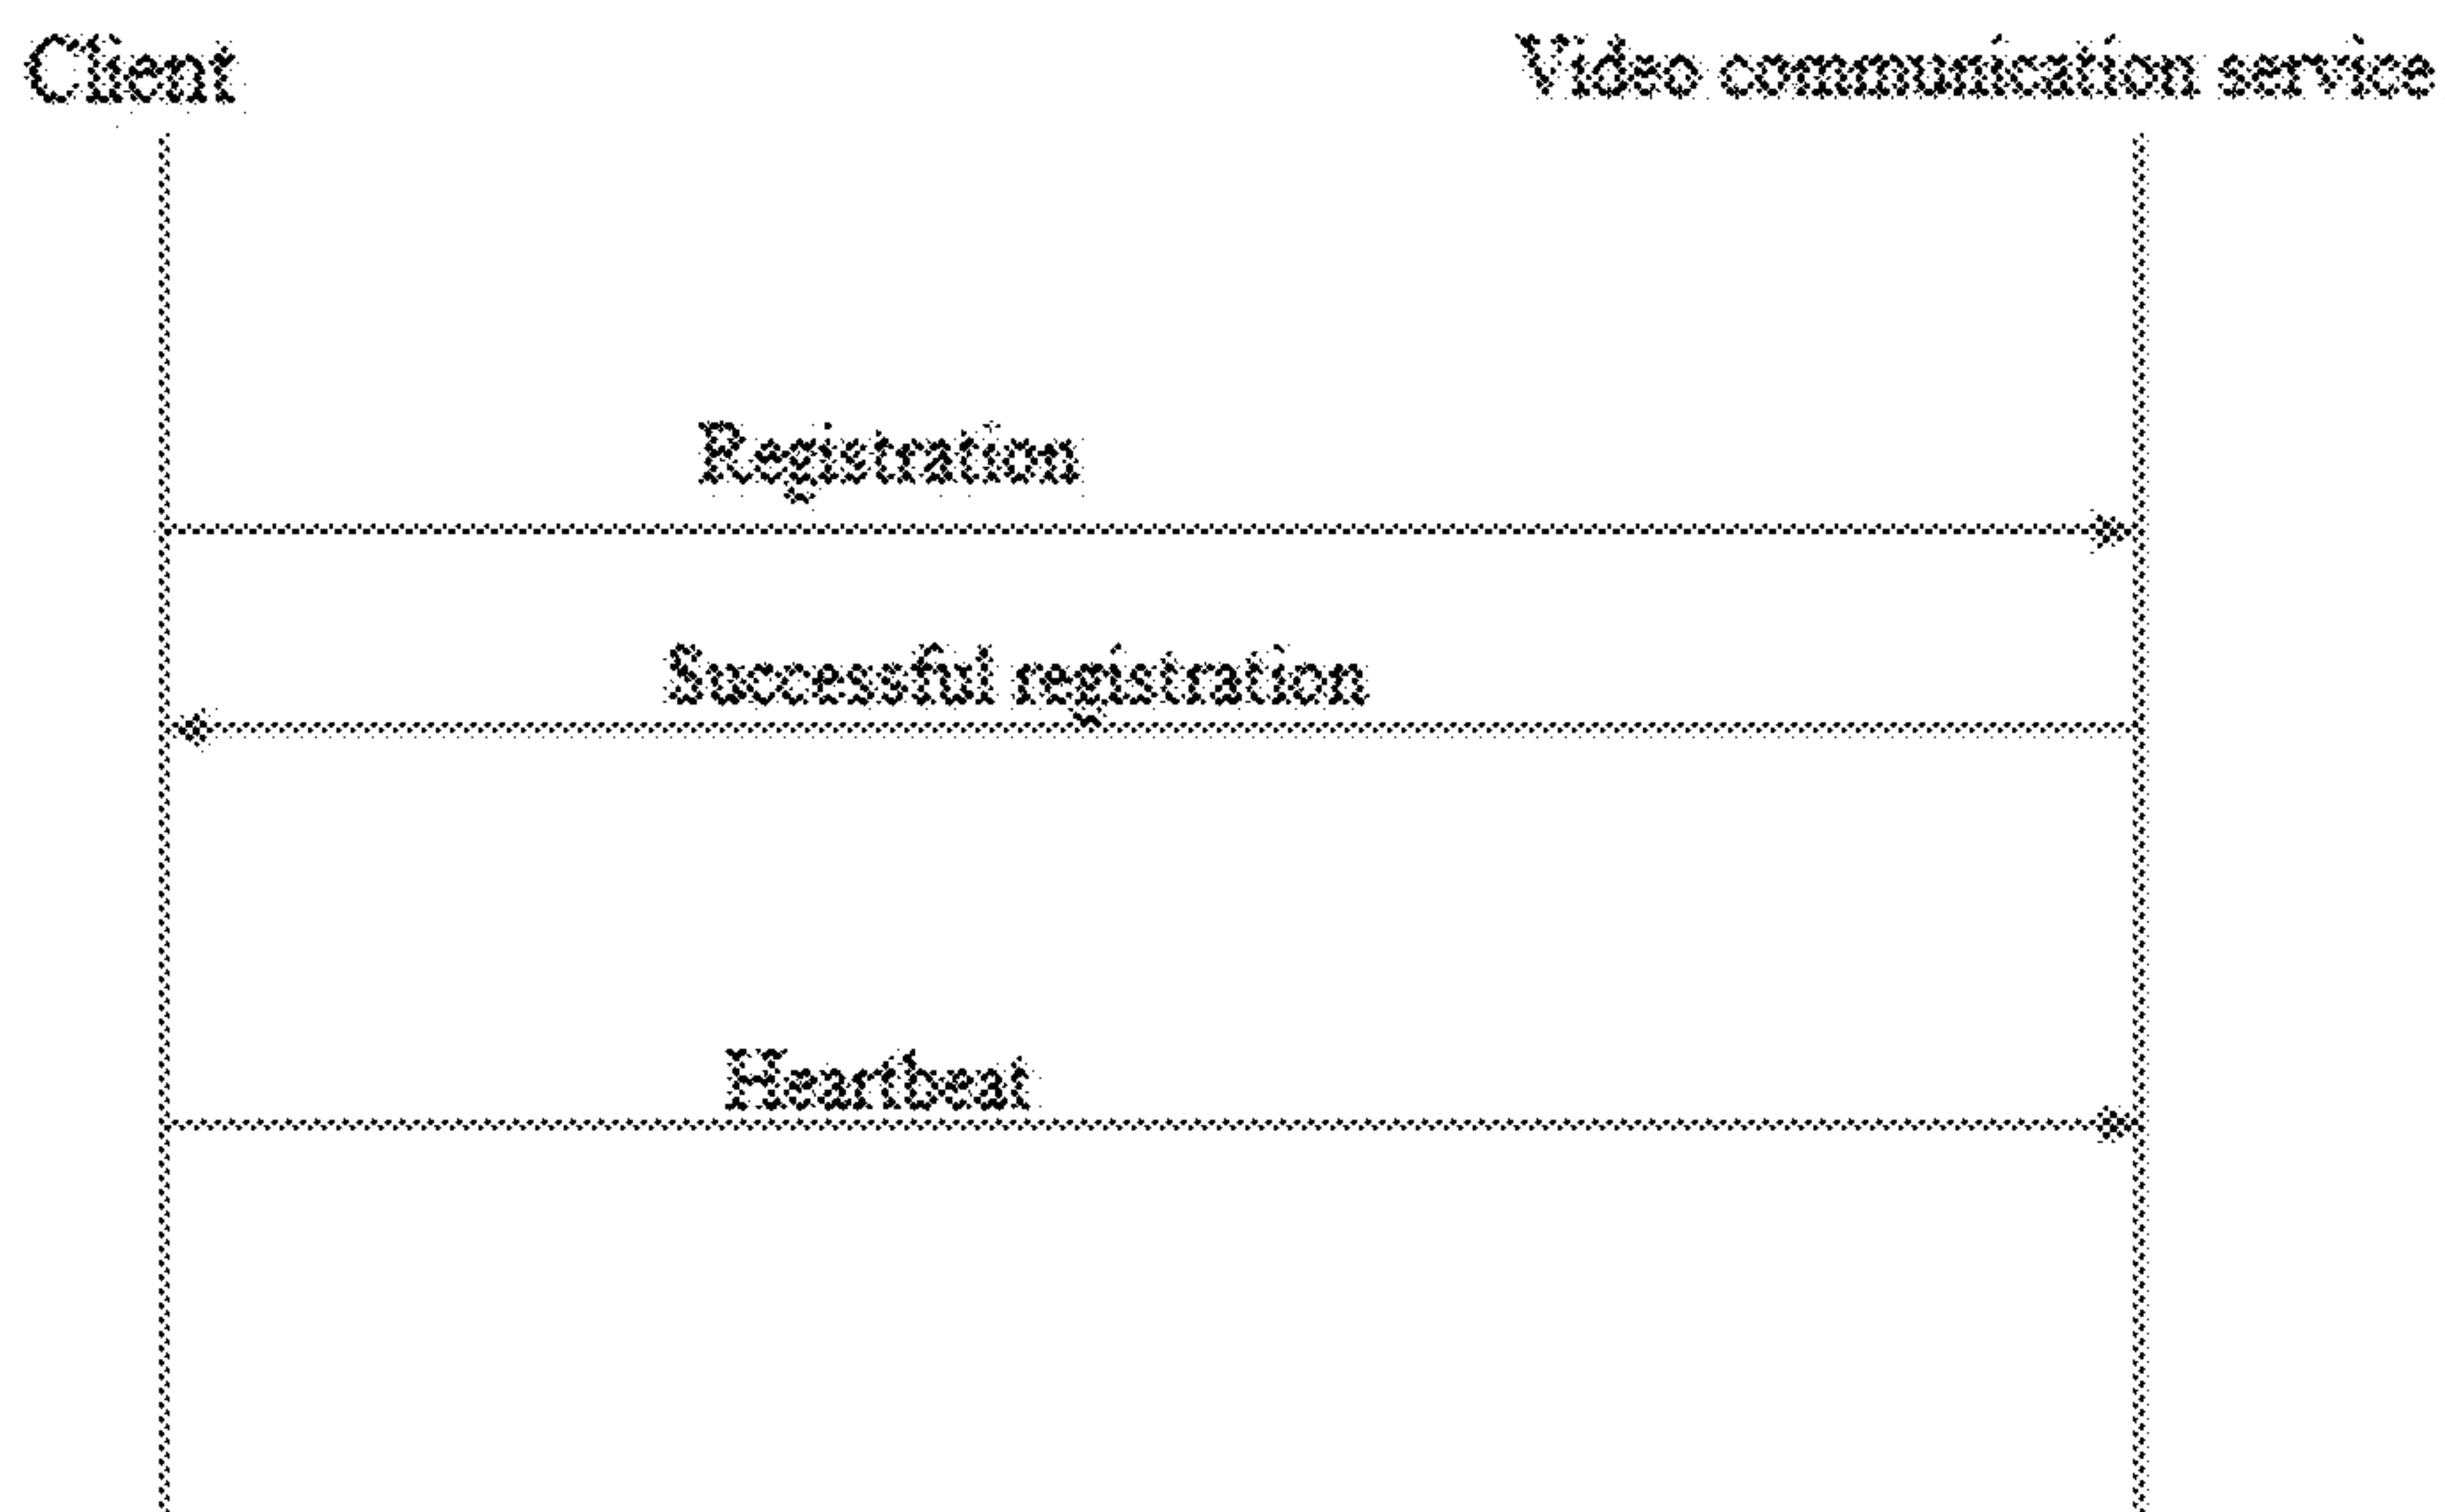 Client
Video communication service
Registration
Successful registration
Heartbeat